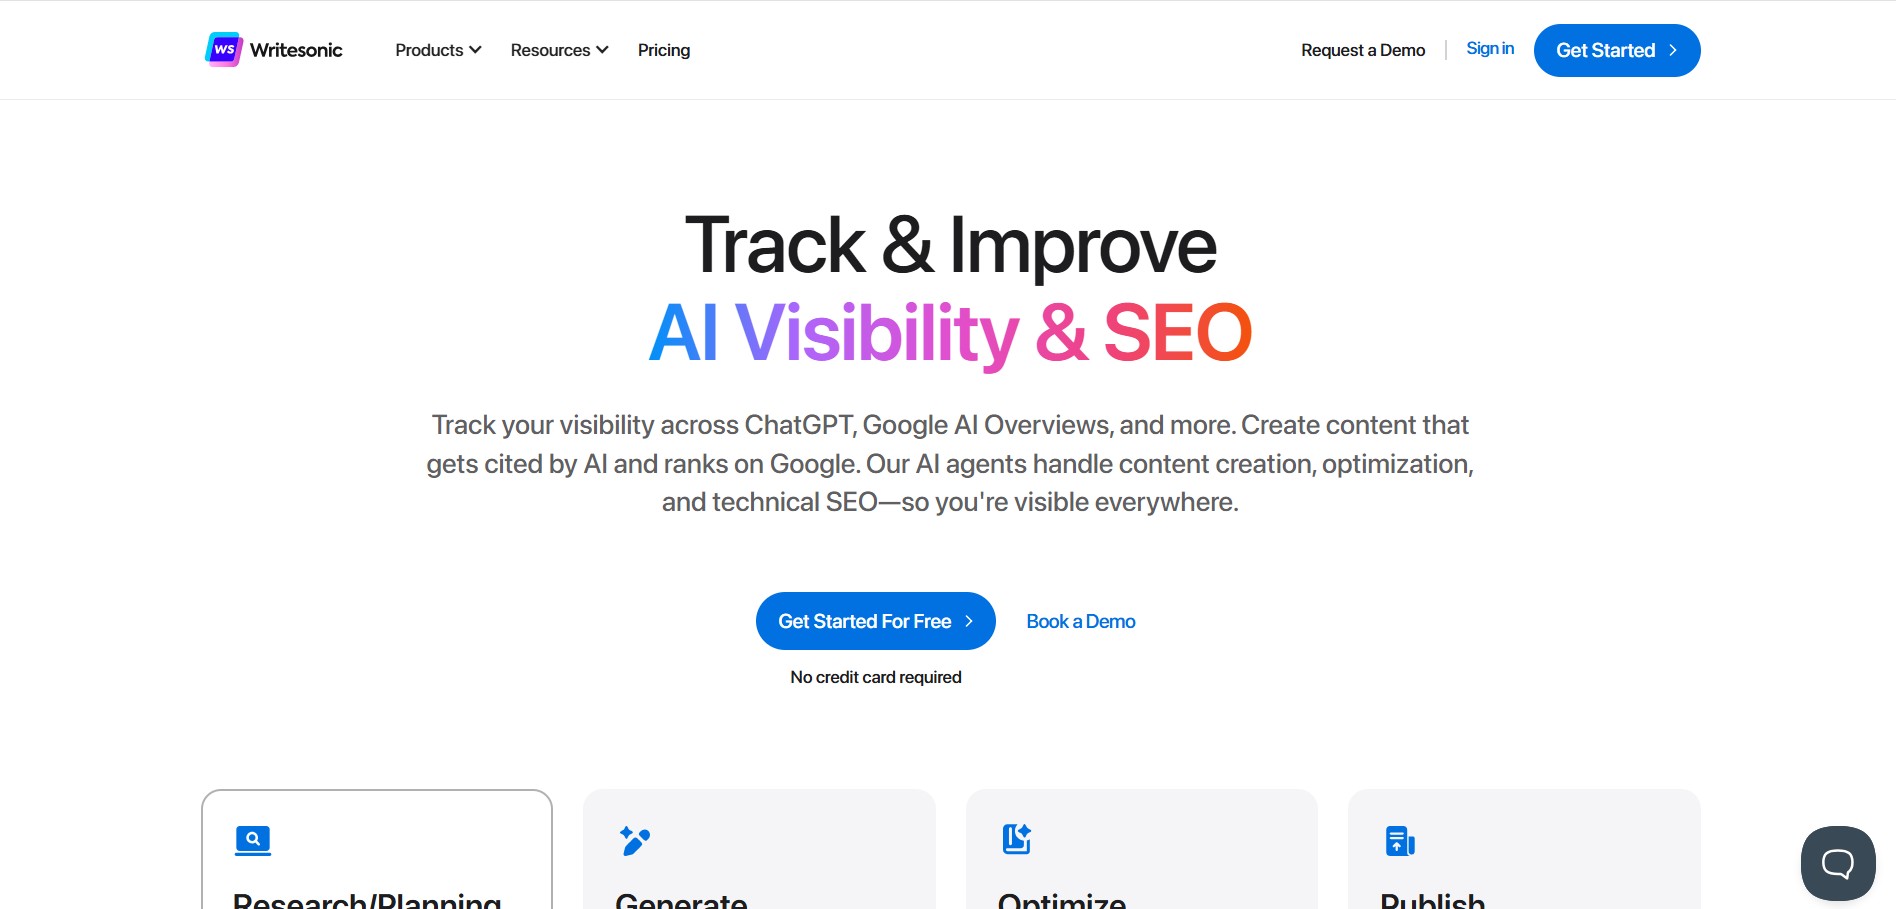 WS Writesonic
Products
Resources
Pricing
Request a Demo
Sign in
Get Started
Track & Improve
AI Visibility & SEO
Track your visibility across ChatGPT, Google AI Overviews, and more. Create content that
gets cited by AI and ranks on Google. Our AI agents handle content creation, optimization,
and technical SEO—so you're visible everywhere.
Get Started For Free
Book a Demo
No credit card required
Research/Planning
Generate
Optimize
Publish